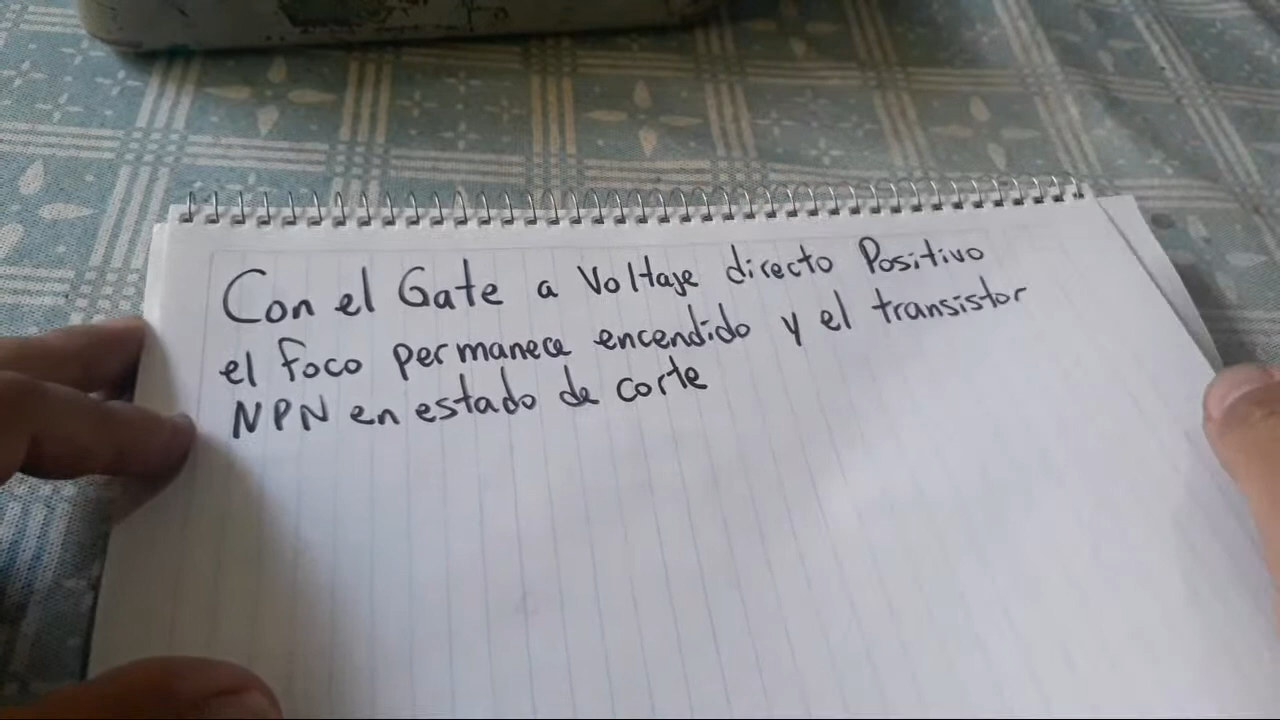 Con el Gate a Voltaje directo Positivo
el foco permanece encendido y el transistor
NPN en estado de corte